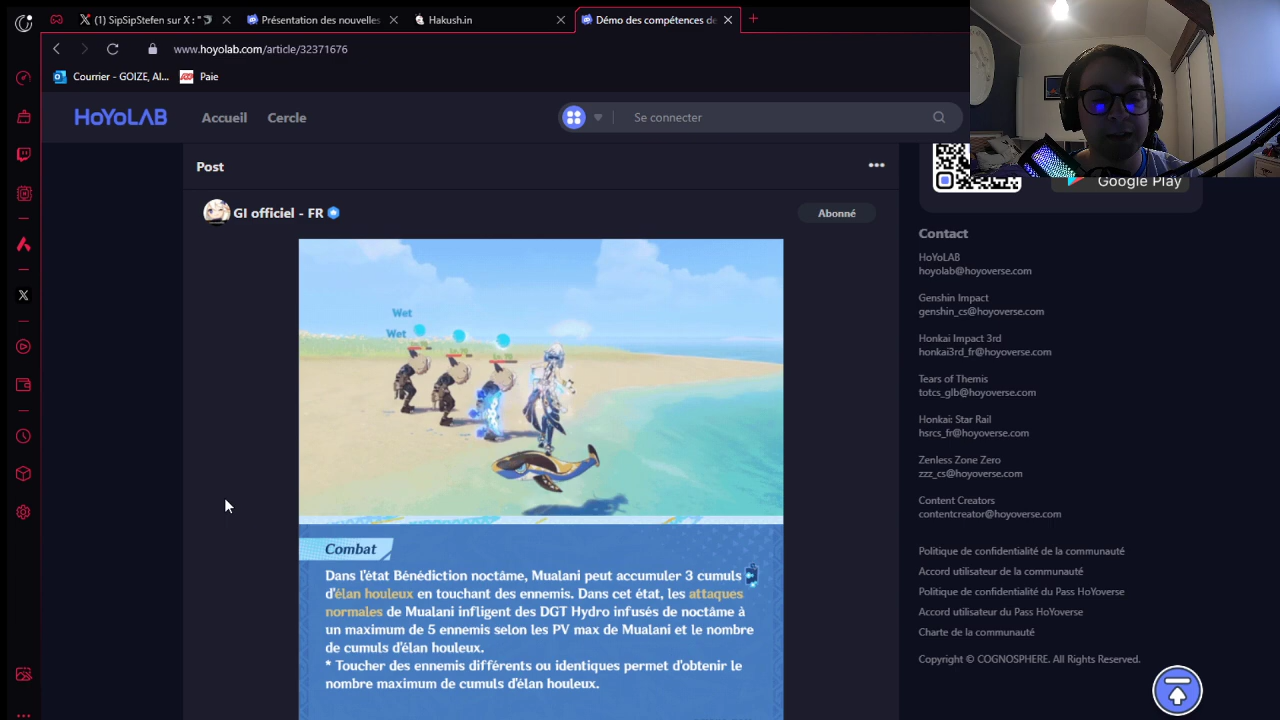 (1) SipSipStefen sur X : "
Présentation des nouvelles
Hakush.in
Démo des compétences de
www.hoyolab.com/article/32371676
Courrier - GOIZE, Al...
Paie
HoYoLAB
Accueil
Cercle
Se connecter
Post
GI officiel - FR
Abonné
Wet
Wet
Combat
Dans l'état Bénédiction noctâme, Mualani peut accumuler 3 cumuls
d'élan houleux en touchant des ennemis. Dans cet état, les attaques
normales de Mualani infligent des DGT Hydro infusés de noctâme à
un maximum de 5 ennemis selon les PV max de Mualani et le nombre
de cumuls d'élan houleux.
* Toucher des ennemis différents ou identiques permet d'obtenir le
nombre maximum de cumuls d'élan houleux.
Google Play
Contact
HoYoLAB
hoyolab@hoyoverse.com
Genshin Impact
genshin_cs@hoyoverse.com
Honkai Impact 3rd
honkai3rd_fr@hoyoverse.com
Tears of Themis
totcs_glb@hoyoverse.com
Honkai: Star Rail
hsrcs_fr@hoyoverse.com
Zenless Zone Zero
zzz_cs@hoyoverse.com
Content Creators
contentcreator@hoyoverse.com
Politique de confidentialité de la communauté
Accord utilisateur de la communauté
Politique de confidentialité du Pass HoYoverse
Accord utilisateur du Pass HoYoverse
Charte de la communauté
Copyright © COGNOSPHERE. All Rights Reserved.